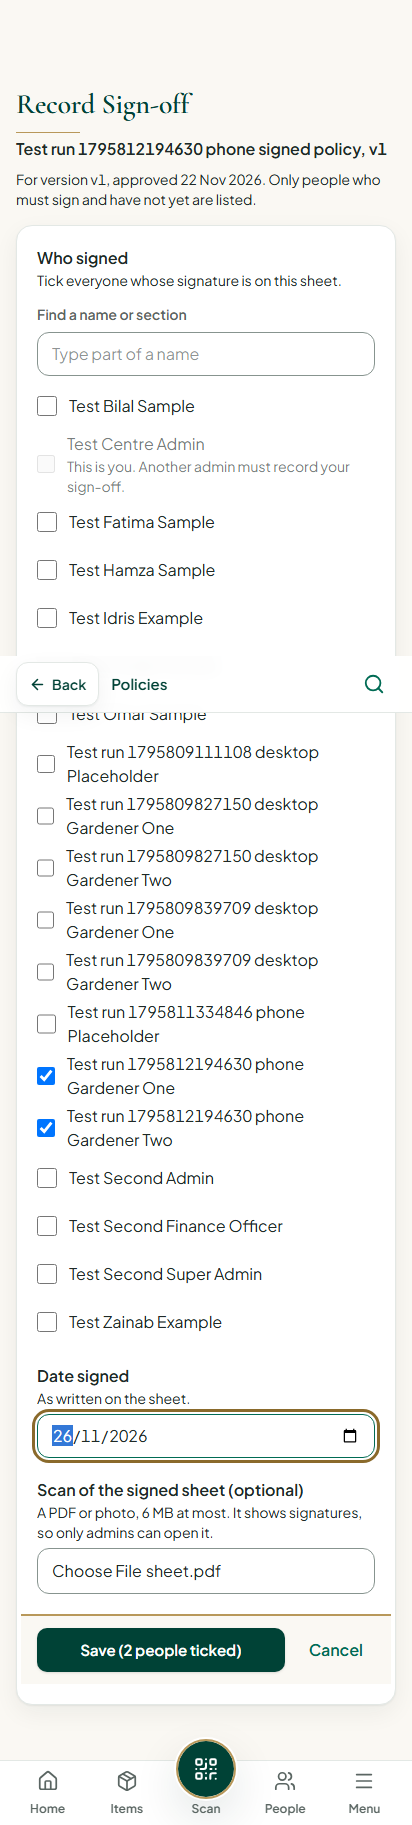 Record Sign-off
Test run 1795812194630 phone signed policy, v1
For version v1, approved 22 Nov 2026. Only people who
must sign and have not yet are listed.
Who signed
Tick everyone whose signature is on this sheet.
Find a name or section
Type part of a name
Test Bilal Sample
Test Centre Admin
This is you. Another admin must record your
sign-off.
Test Fatima Sample
Test Hamza Sample
Test Idris Example
Back
Policies
Test Omar Sample
Test run 1795809111108 desktop
Placeholder
Test run 1795809827150 desktop
Gardener One
Test run 1795809827150 desktop
Gardener Two
Test run 1795809839709 desktop
Gardener One
Test run 1795809839709 desktop
Gardener Two
Test run 1795811334846 phone
Placeholder
Test run 1795812194630 phone
Gardener One
Test run 1795812194630 phone
Gardener Two
Test Second Admin
Test Second Finance Officer
Test Second Super Admin
Test Zainab Example
Date signed
As written on the sheet.
26/11/2026
Scan of the signed sheet (optional)
A PDF or photo, 6 MB at most. It shows signatures,
so only admins can open it.
Choose File sheet.pdf
Save (2 people ticked)
Cancel
Home
Items
Scan
People
Menu